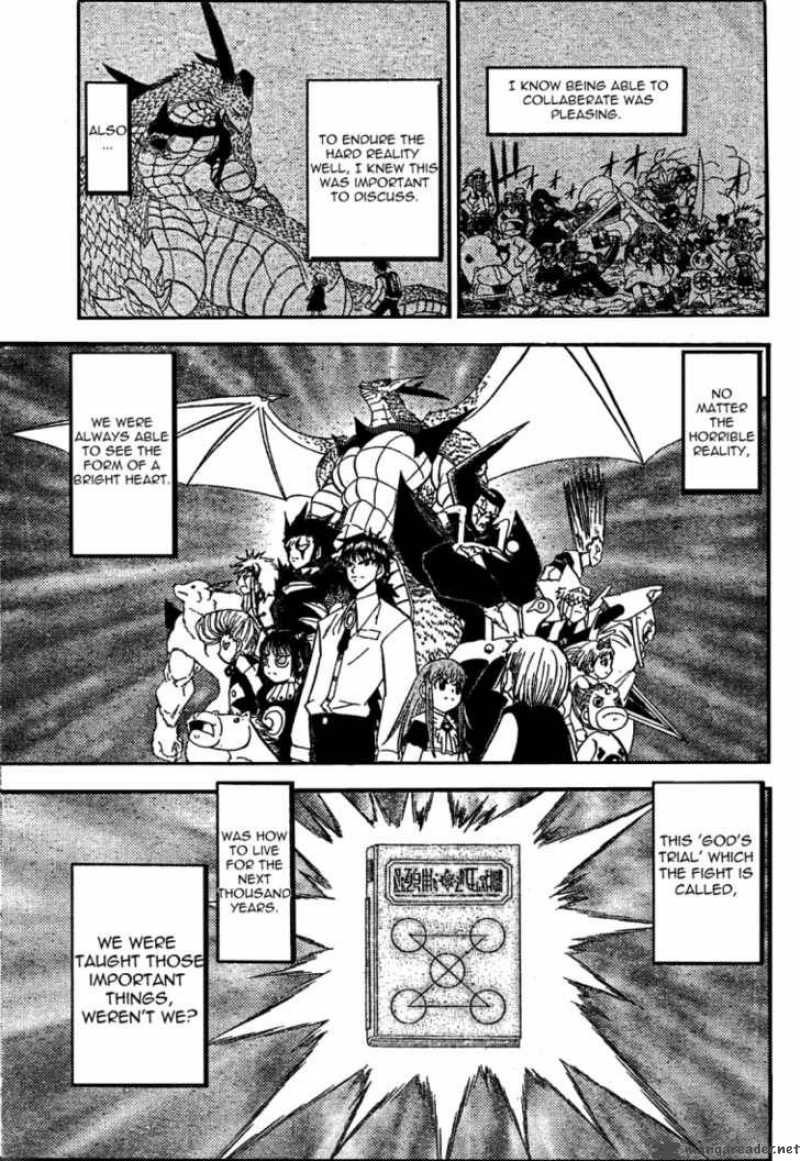 I KNOW BEING ABLE TO
COLLABERATE WAS
PLEASING.
TO ENDURE THE
HARD REALITY
WELL, I KNEW THIS
WAS IMPORTANT
TO DISCUSS.
ALSO
...
NO
MATTER
THE
HORRIBLE
REALITY,
WE WERE
ALWAYS ABLE
TO SEE THE
FORM OF A
BRIGHT HEART.
THIS 'GOD'S
TRIAL' WHICH
THE FIGHT IS
CALLED,
WAS HOW
TO LIVE
FOR THE
NEXT
THOUSAND
YEARS.
WE WERE
TAUGHT THOSE
IMPORTANT
THINGS,
WEREN'T WE?
mangareader.net